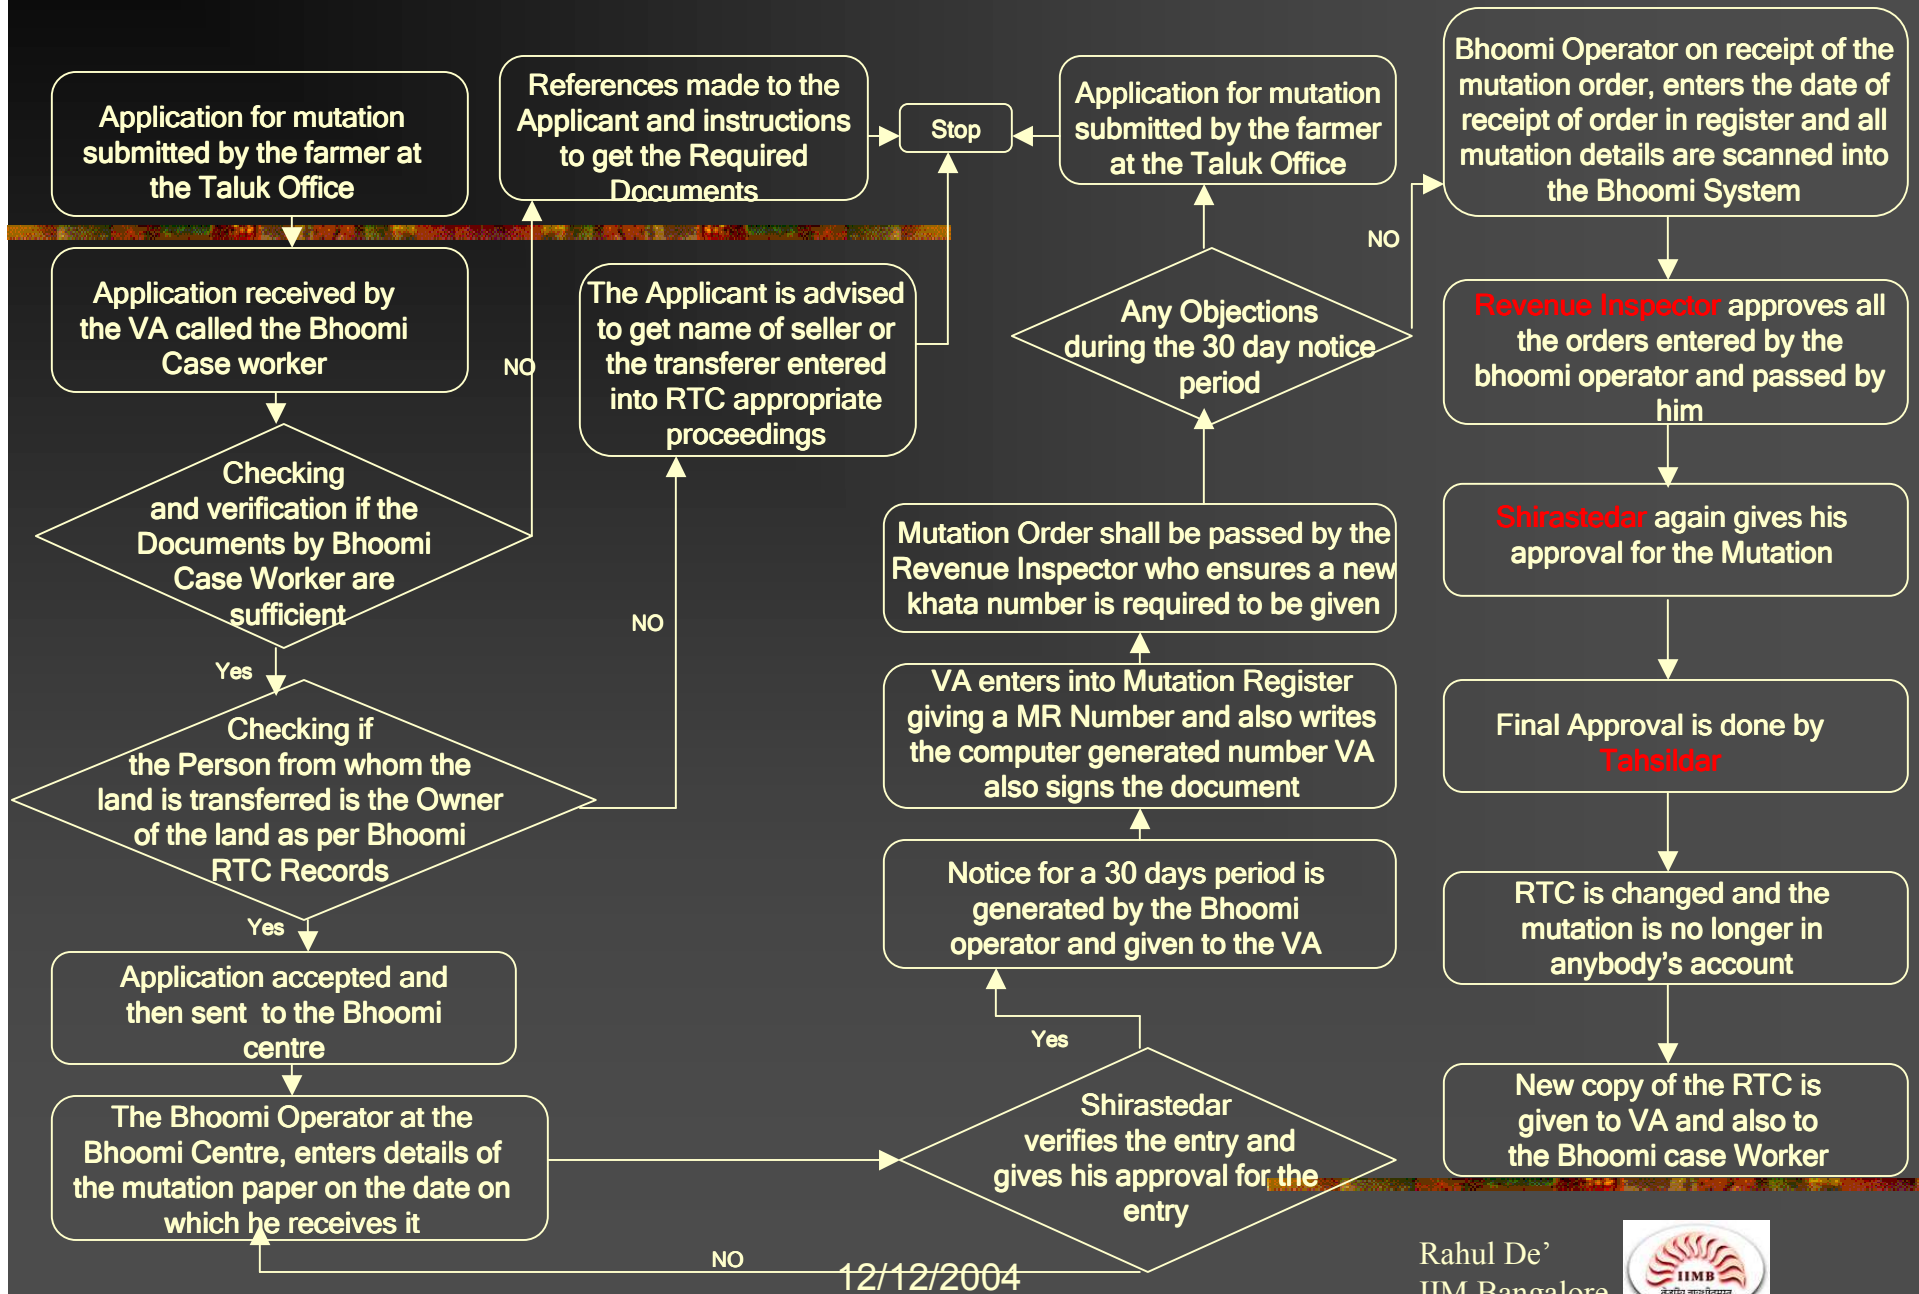 Application for mutation
submitted by the farmer at
the Taluk Office
Application received by
the VA called the Bhoomi
Case worker
Checking
and verification if the
Documents by Bhoomi
Case Worker are
sufficient
NO
References made to the
Applicant and instructions
to get the Required
Documents
Stop
Yes
Checking if
the Person from whom the
land is transferred is the Owner
of the land as per Bhoomi
RTC Records
NO
The Applicant is advised
to get name of seller or
the transferer entered
into RTC appropriate
proceedings
Yes
Application accepted and
then sent to the Bhoomi
centre
The Bhoomi Operator at the
Bhoomi Centre, enters details of
the mutation paper on the date on
which he receives it
Shirastedar
verifies the entry and
gives his approval for the
entry
NO
Yes
Notice for a 30 days period is
generated by the Bhoomi
operator and given to the VA
VA enters into Mutation Register
giving a MR Number and also writes
the computer generated number VA
also signs the document
Mutation Order shall be passed by the
Revenue Inspector who ensures a new
khata number is required to be given
Any Objections
during the 30 day notice
period
Application for mutation
submitted by the farmer
at the Taluk Office
NO
Bhoomi Operator on receipt of the
mutation order, enters the date of
receipt of order in register and all
mutation details are scanned into
the Bhoomi System
Revenue Inspector approves all
the orders entered by the
bhoomi operator and passed by
him
Shirastedar again gives his
approval for the Mutation
Final Approval is done by
Tahsildar
RTC is changed and the
mutation is no longer in
anybody's account
New copy of the RTC is
given to VA and also to
the Bhoomi case Worker
12/12/2004
Rahul De'
IIM Bangalore
IIMB